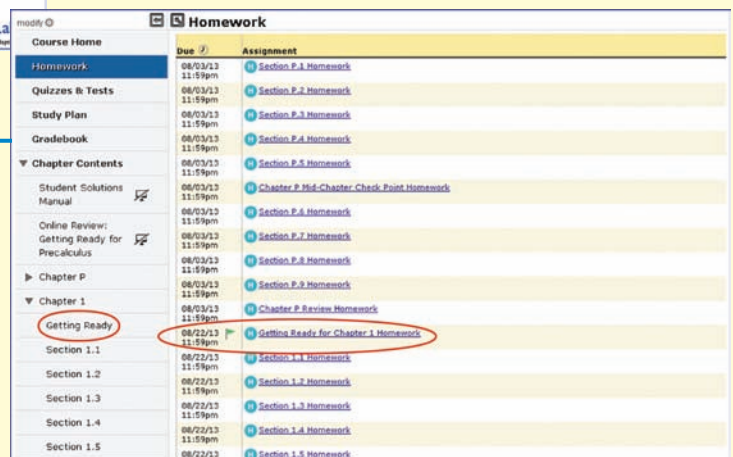 modify
Course Home
Homework
Quizzes & Tests
Study Plan
Gradebook
Chapter Contents
Student Solutions
Manual
Online Review:
Getting Ready for
Precalculus
Chapter P
Chapter 1
Getting Ready
Section 1.1
Section 1.2
Section 1.3
Section 1.4
Section 1.5
Homework
Due Assignment
08/03/13 H Section P.1 Homework
11:59pm
08/03/13 H Section P.2 Homework
11:59pm
08/03/13 H Section P.3 Homework
11:59pm
08/03/13 H Section P.4 Homework
11:59pm
08/03/13 H Section P.5 Homework
11:59pm
08/03/13 H Chapter P Mid-Chapter Check Point Homework
11:59pm
08/03/13 H Section P.6 Homework
11:59pm
08/03/13 H Section P.7 Homework
11:59pm
08/03/13 H Section P.8 Homework
11:59pm
08/03/13 H Section P.9 Homework
11:59pm
08/03/13 H Chapter P Review Homework
11:59pm
08/22/13 H Getting Ready for Chapter 1 Homework
11:59pm
08/22/13 H Section 1.1 Homework
11:59pm
08/22/13 H Section 1.2 Homework
11:59pm
08/22/13 H Section 1.3 Homework
11:59pm
08/22/13 H Section 1.4 Homework
11:59pm
08/22/13 H Section 1.5 Homework